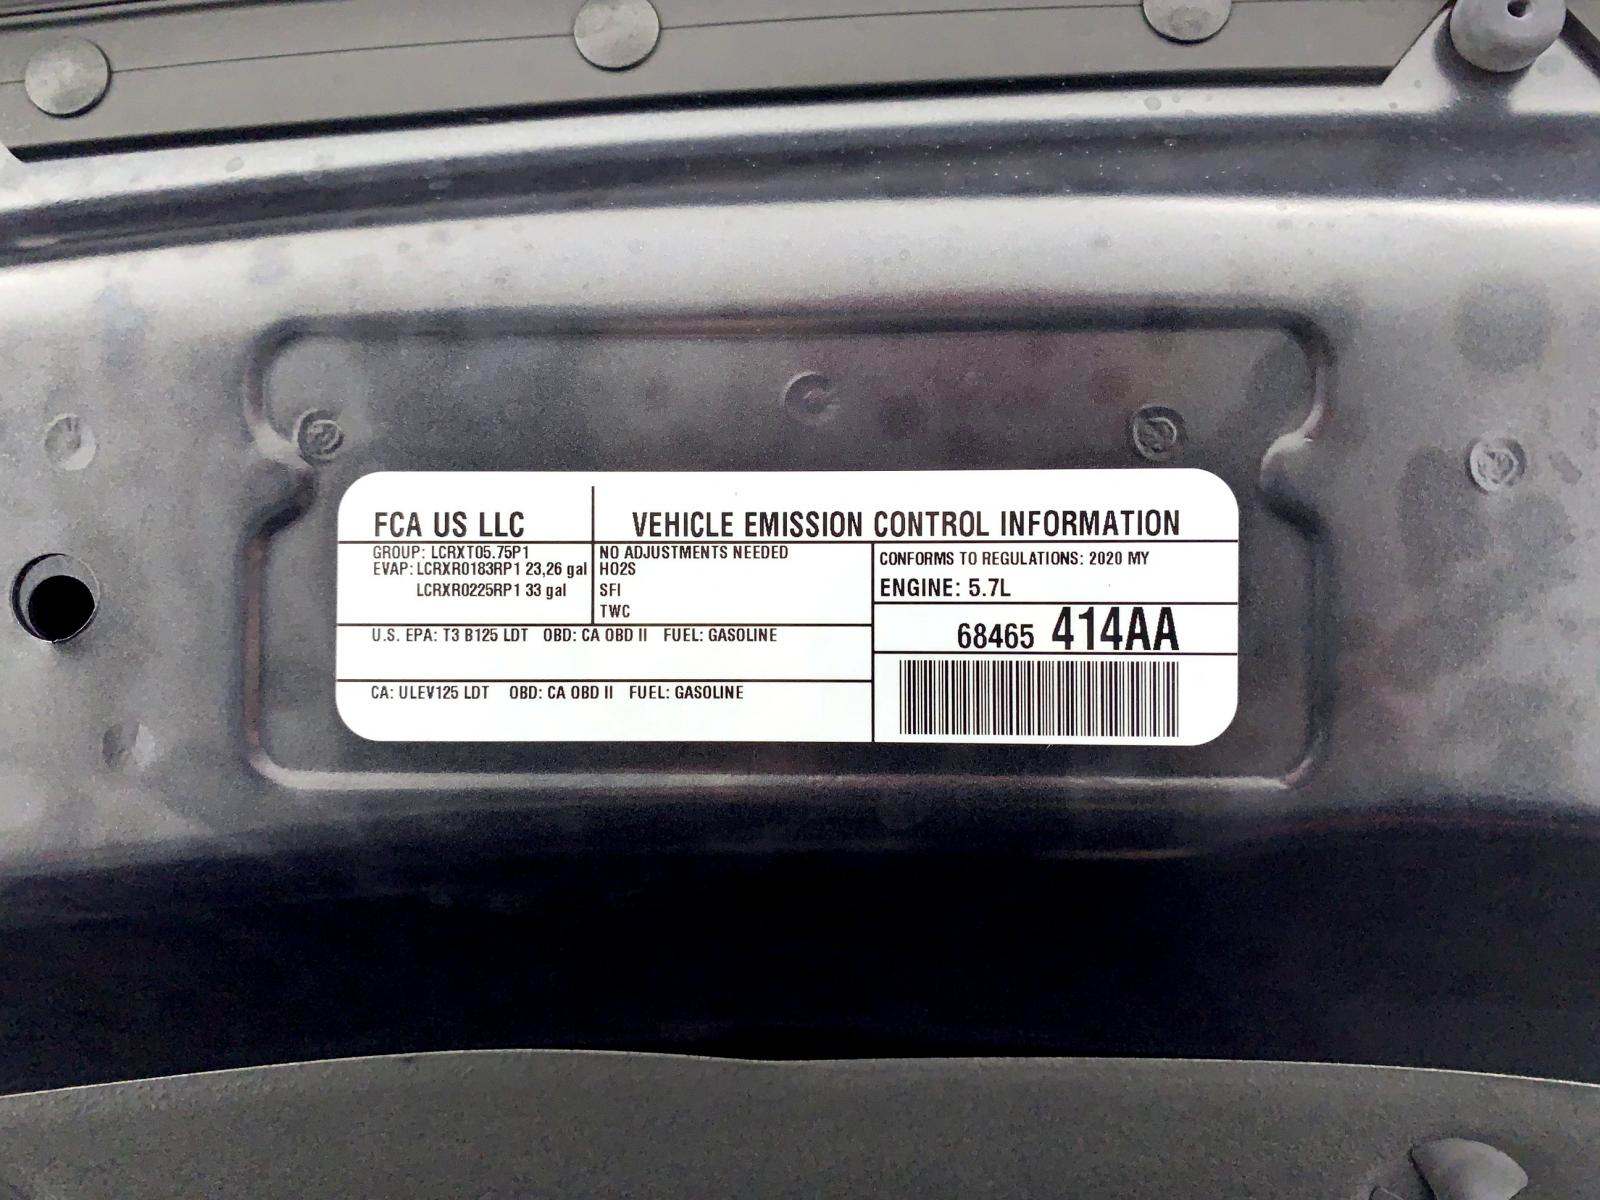 FCA US LLC
VEHICLE EMISSION CONTROL INFORMATION
GROUP: LCRXT05.75P1
EVAP: LCRXR0183RP1 23,26 gal
LCRXR0225RP1 33 gal
NO ADJUSTMENTS NEEDED
HO2S
SFI
TWC
CONFORMS TO REGULATIONS: 2020 MY
ENGINE: 5.7L
68465 414AA
U.S. EPA: T3 B125 LDT OBD: CA OBD II FUEL: GASOLINE
CA: ULEV125 LDT OBD: CA OBD II FUEL: GASOLINE